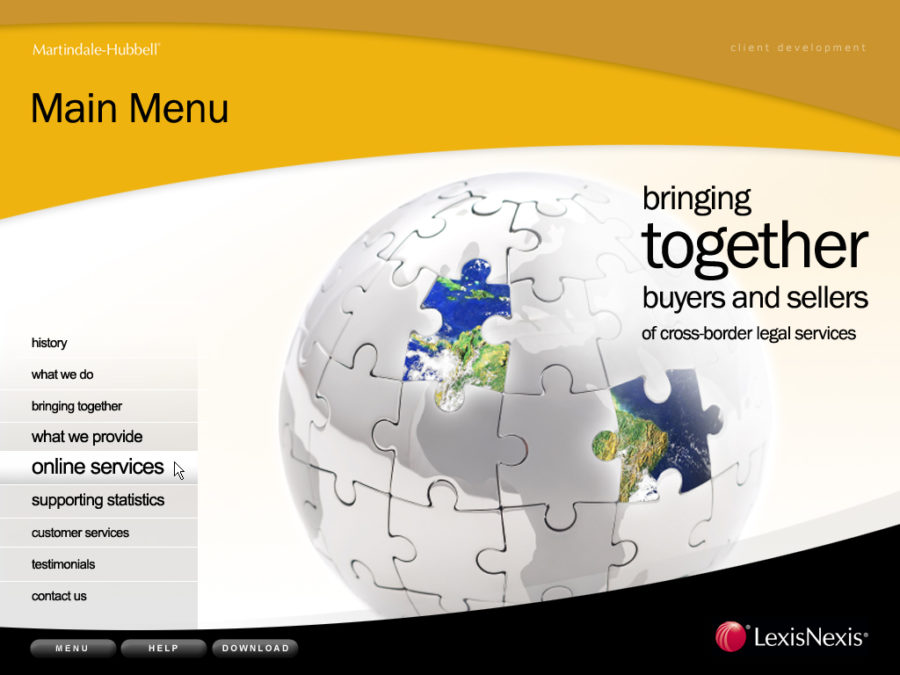 Martindale-Hubbell®
client development
Main Menu
bringing
together
buyers and sellers
of cross-border legal services
history
what we do
bringing together
what we provide
online services
supporting statistics
customer services
testimonials
contact us
MENU
HELP
DOWNLOAD
LexisNexis®